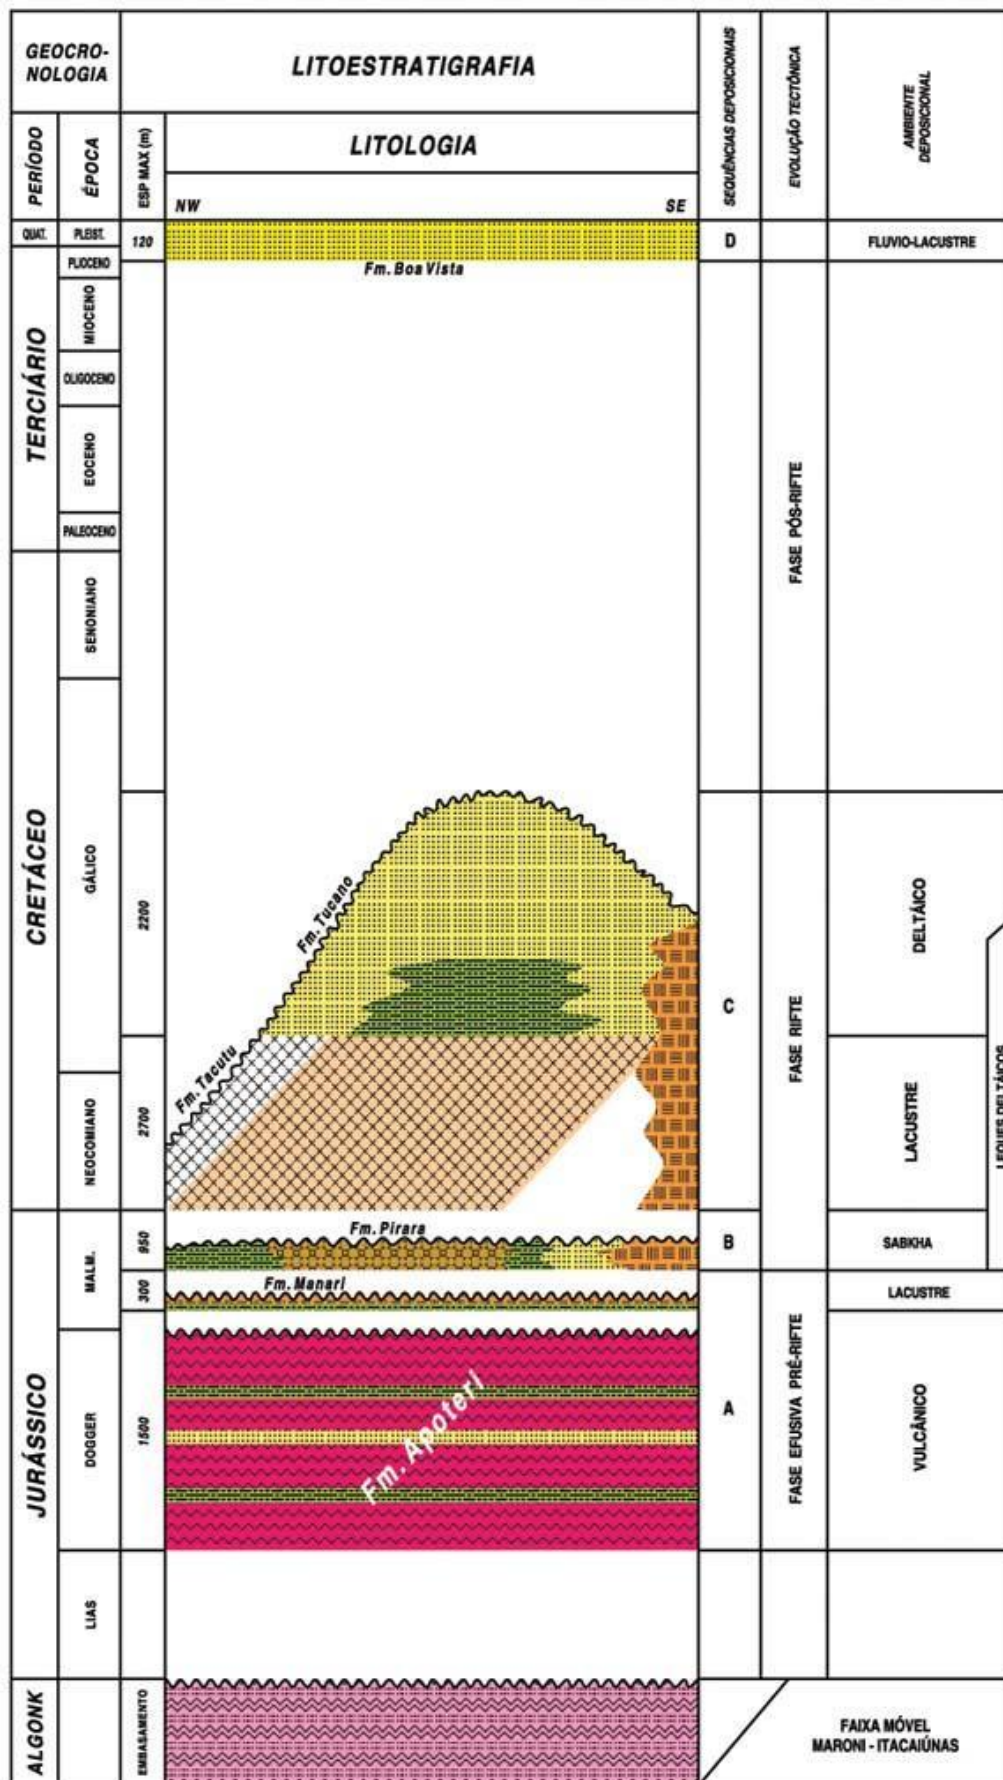 GEOCRO-
NOLOGIA
LITOESTRATIGRAFIA
SEQUÊNCIAS DEPOSICIONAIS
EVOLUÇÃO TECTÔNICA
AMBIENTE
DEPOSICIONAL
PERÍODO
ÉPOCA
ESP MAX (m)
LITOLOGIA
NW
SE
QUAT.
PLEIST.
120
D
FLUVIO-LACUSTRE
PLIOCENO
Fm. Boa Vista
TERCIÁRIO
MIOCENO
OLIGOCENO
EOCENO
PALEOCENO
FASE PÓS-RIFTE
CRETÁCEO
SENONIANO
GÁLICO
2200
Fm. Tucano
C
FASE RIFTE
DELTÁICO
NEOCOMIANO
2700
Fm. Tacutu
LACUSTRE
LEQUES DELTÁICOS
JURÁSSICO
MALM.
950
Fm. Pirara
B
SABKHA
300
Fm. Manari
LACUSTRE
DOGGER
1500
Fm. Apoteri
A
FASE EFUSIVA PRÉ-RIFTE
VULCÂNICO
LIAS
ALGONK
EMBASAMENTO
FAIXA MÓVEL
MARONI - ITACAIÚNAS